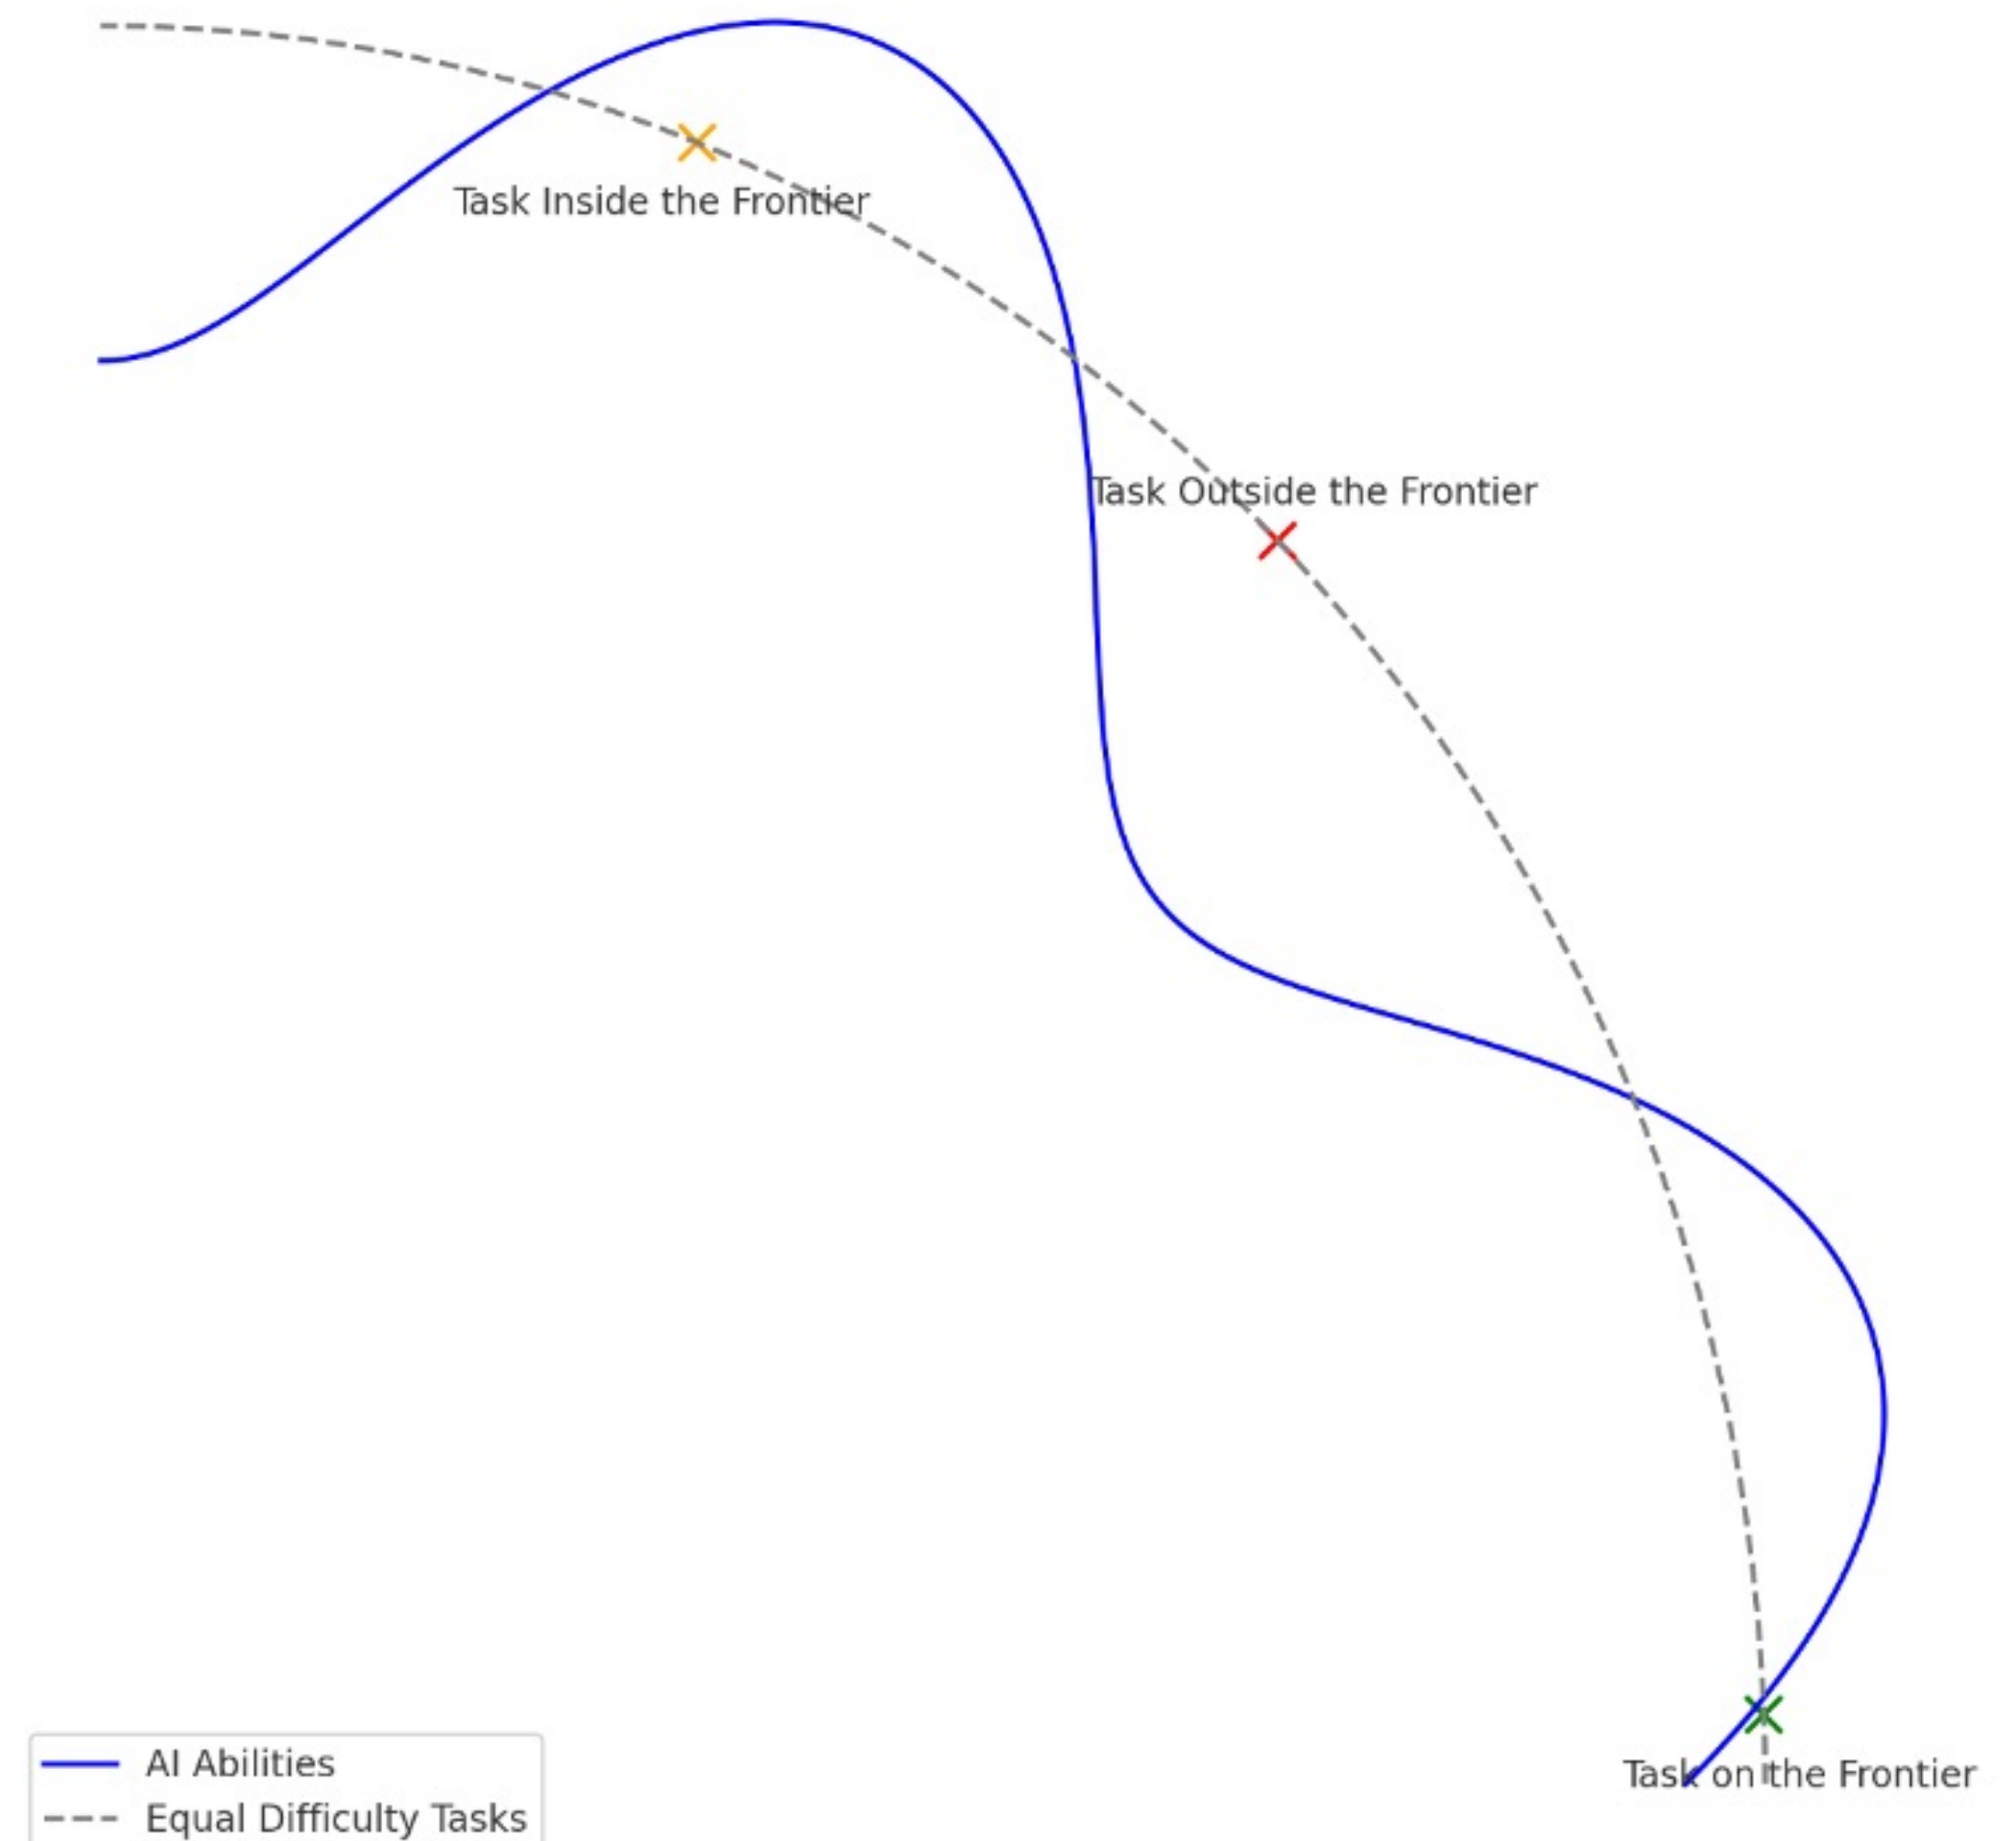 Task Inside the Frontier
Task Outside the Frontier
Task on the Frontier
AI Abilities
Equal Difficulty Tasks